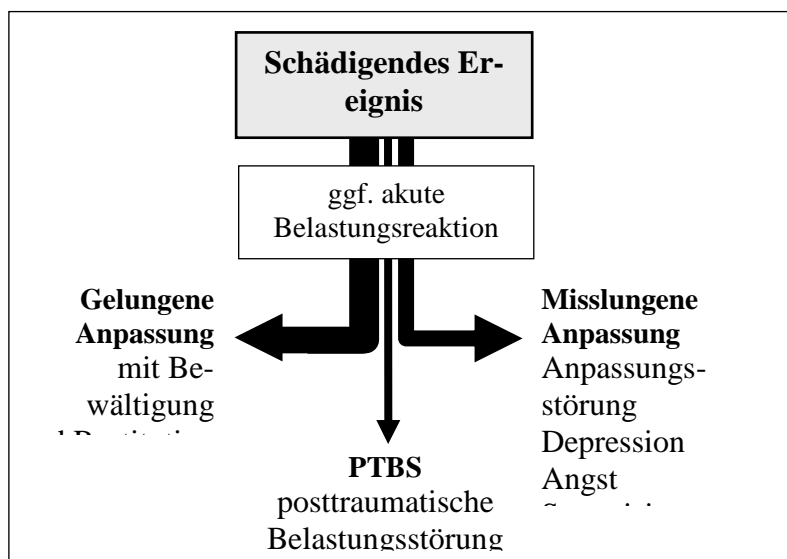 Schädigendes Er-
eignis
ggf. akute
Belastungsreaktion
Gelungene
Anpassung
mit Be-
wältigung
Misslungene
Anpassung
Anpassungs-
störung
Depression
Angst
PTBS
posttraumatische
Belastungsstörung